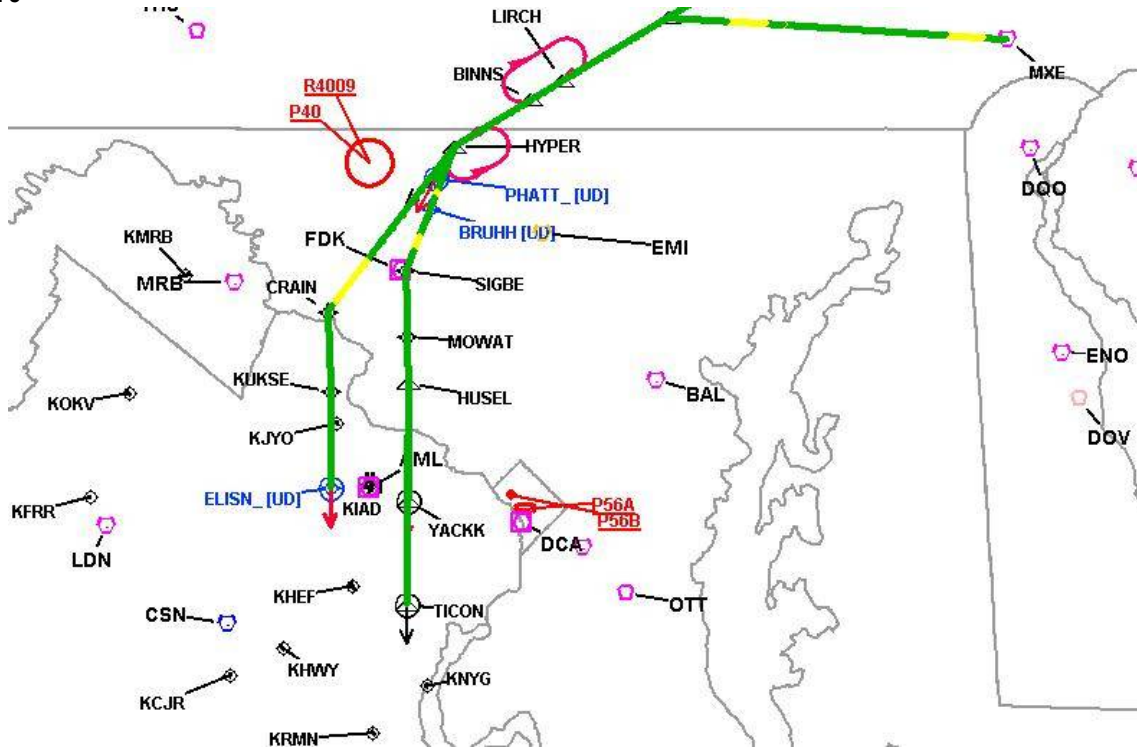 LIRCH
BINNS
MXE
R4009
P40
HYPER
DQO
PHATT_ [UD]
BRUHH [UD]
KMRB
FDK
EMI
MRB
CRAIN
SIGBE
MOWAT
ENO
KUKSE
HUSEL
BAL
KOKV
DOV
KJYO
AML
ELISN_ [UD]
KIAD
KFRR
P56A
P56B
YACKK
DCA
LDN
KHEF
TICON
OTT
CSN
KHWY
KNYG
KCJR
KRMN